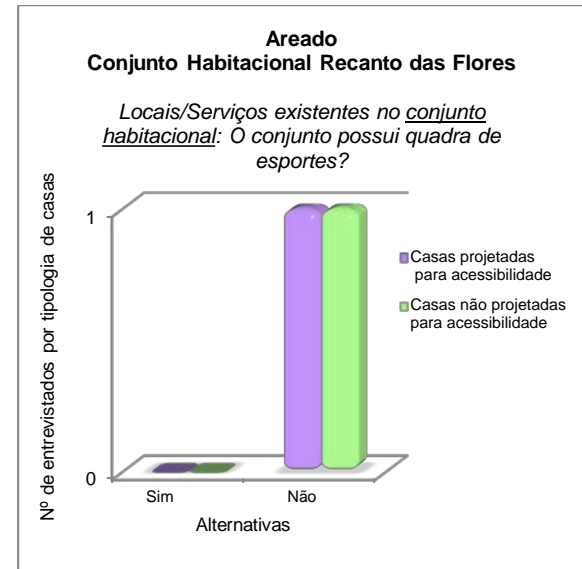 Areado
Conjunto Habitacional Recanto das Flores
Locais/Serviços existentes no conjunto
habitacional: O conjunto possui quadra de
esportes?
Nº de entrevistados por tipologia de casas
1
0
Sim
Não
Alternativas
Casas projetadas
para acessibilidade
Casas não projetadas
para acessibilidade